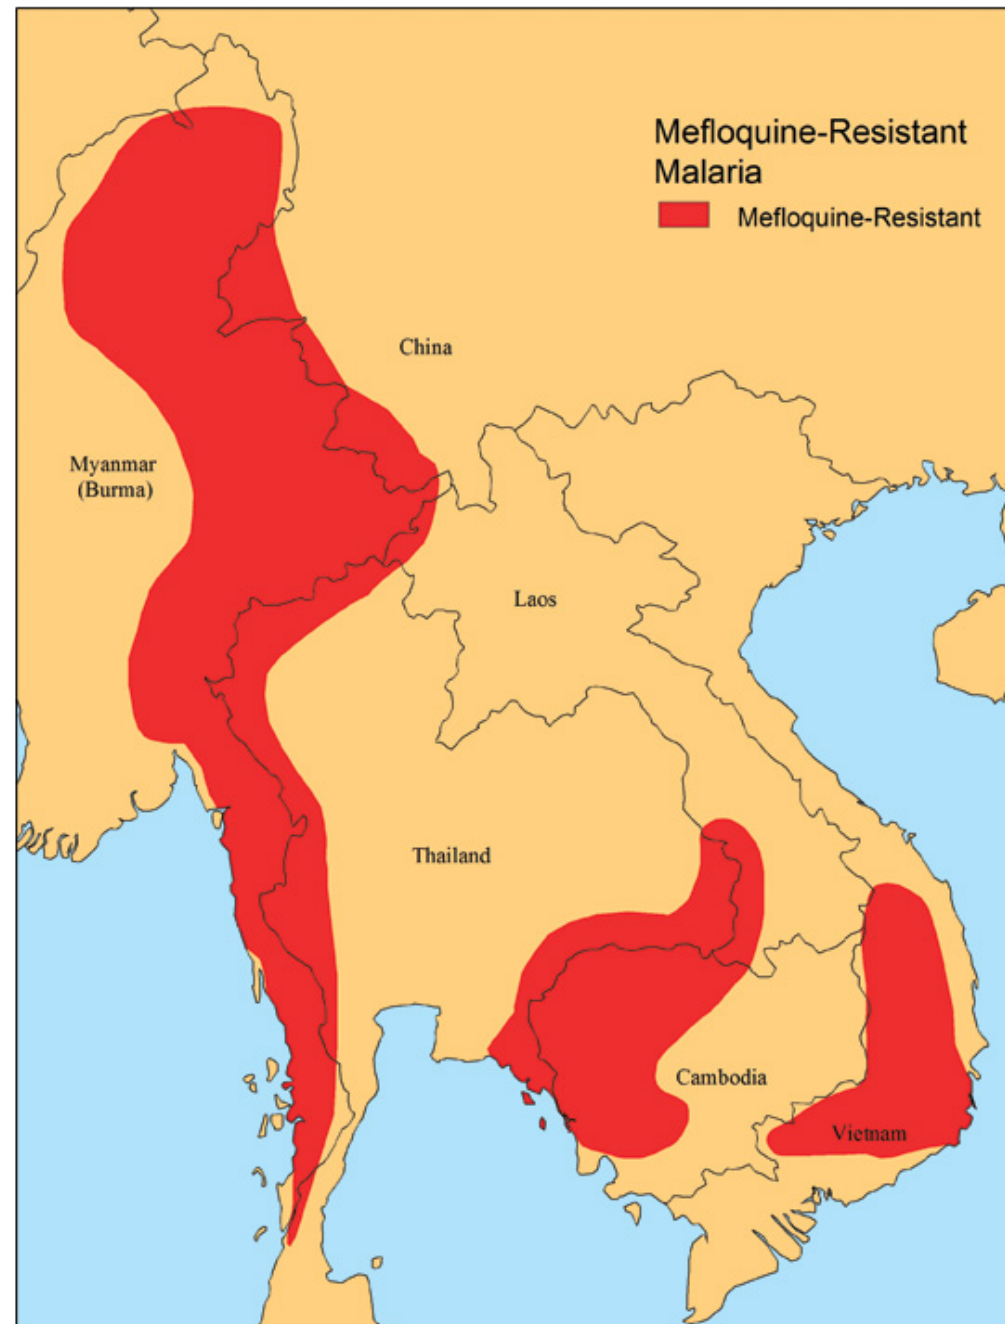 Mefloquine-Resistant
Malaria
Mefloquine-Resistant
China
Myanmar
(Burma)
Laos
Thailand
Cambodia
Vietnam